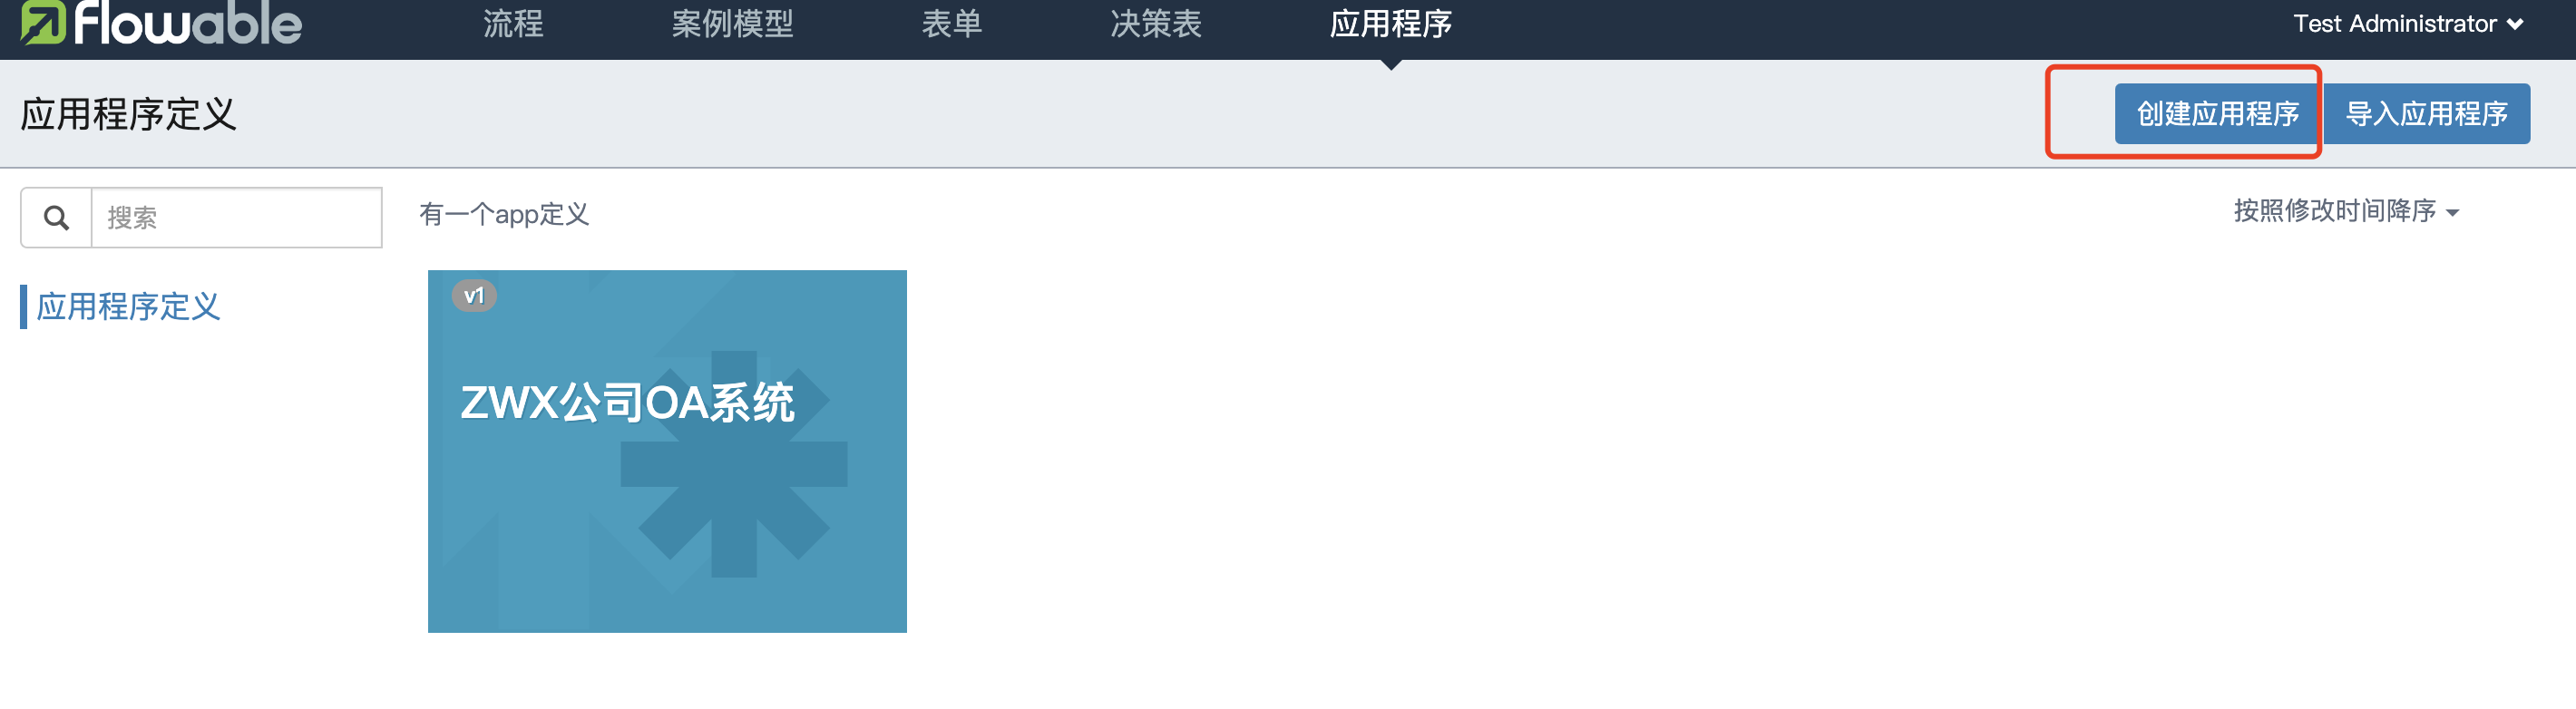 flowable 流程 案例模型 表单 决策表 应用程序 Test Administrator
应用程序定义 创建应用程序 导入应用程序
搜索 有一个app定义 按照修改时间降序
应用程序定义
v1
ZWX公司OA系统